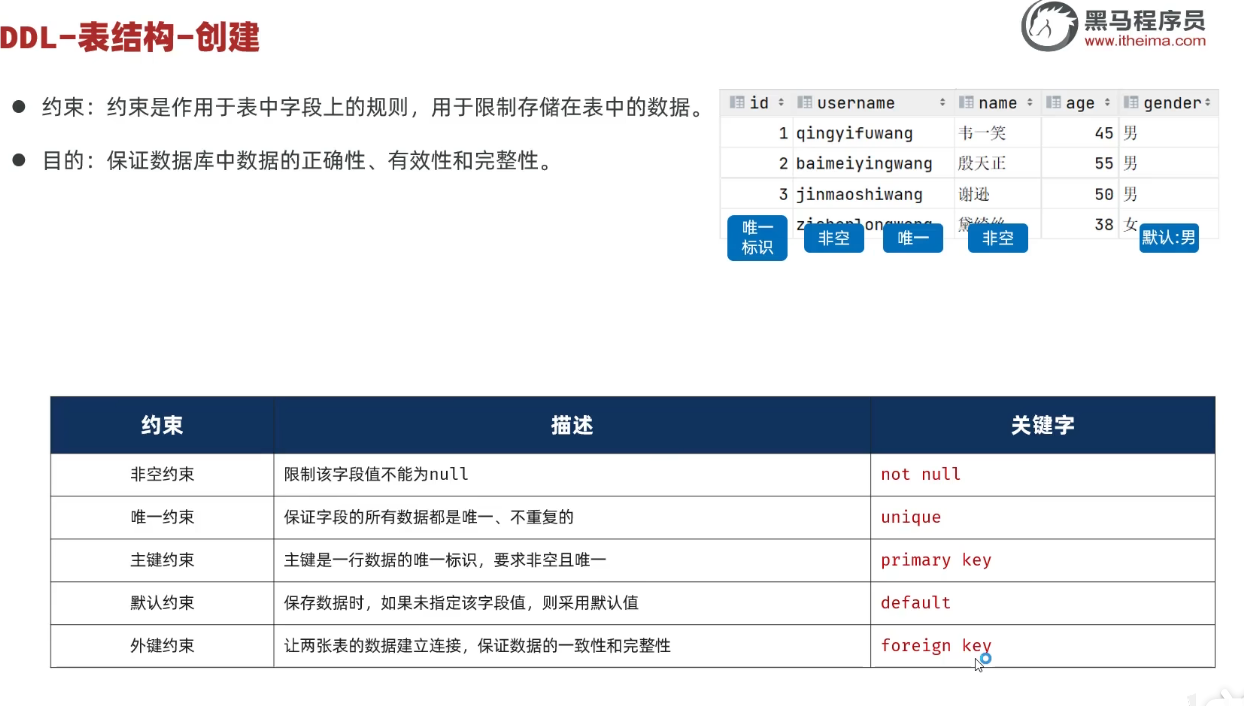 DDL-表结构-创建
黑马程序员
www.itheima.com
● 约束：约束是作用于表中字段上的规则，用于限制存储在表中的数据。
● 目的：保证数据库中数据的正确性、有效性和完整性。
id username name age gender
1 qingyifuwang 韦一笑 45 男
2 baimeiyingwang 殷天正 55 男
3 jinmaoshiwang 谢逊 50 男
38 女
唯一
标识
非空 唯一 非空 默认:男
约束 描述 关键字
非空约束 限制该字段值不能为null not null
唯一约束 保证字段的所有数据都是唯一、不重复的 unique
主键约束 主键是一行数据的唯一标识，要求非空且唯一 primary key
默认约束 保存数据时，如果未指定该字段值，则采用默认值 default
外键约束 让两张表的数据建立连接，保证数据的一致性和完整性 foreign key